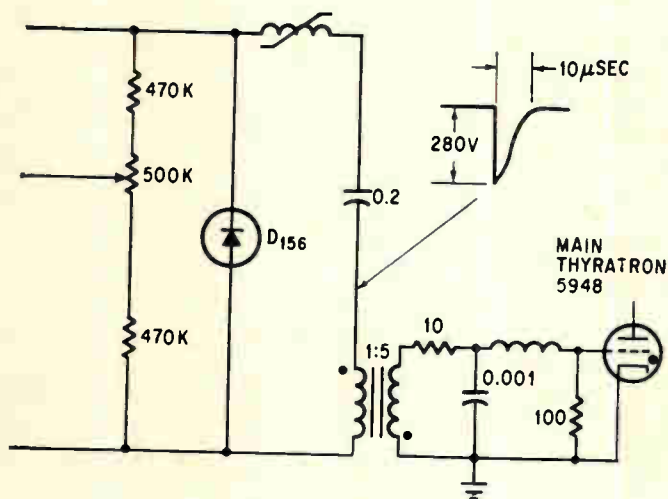 10μSEC
470K
280V
500K
0.2
D156
MAIN
THYRATRON
5948
470K
1:5
10
0.001
100